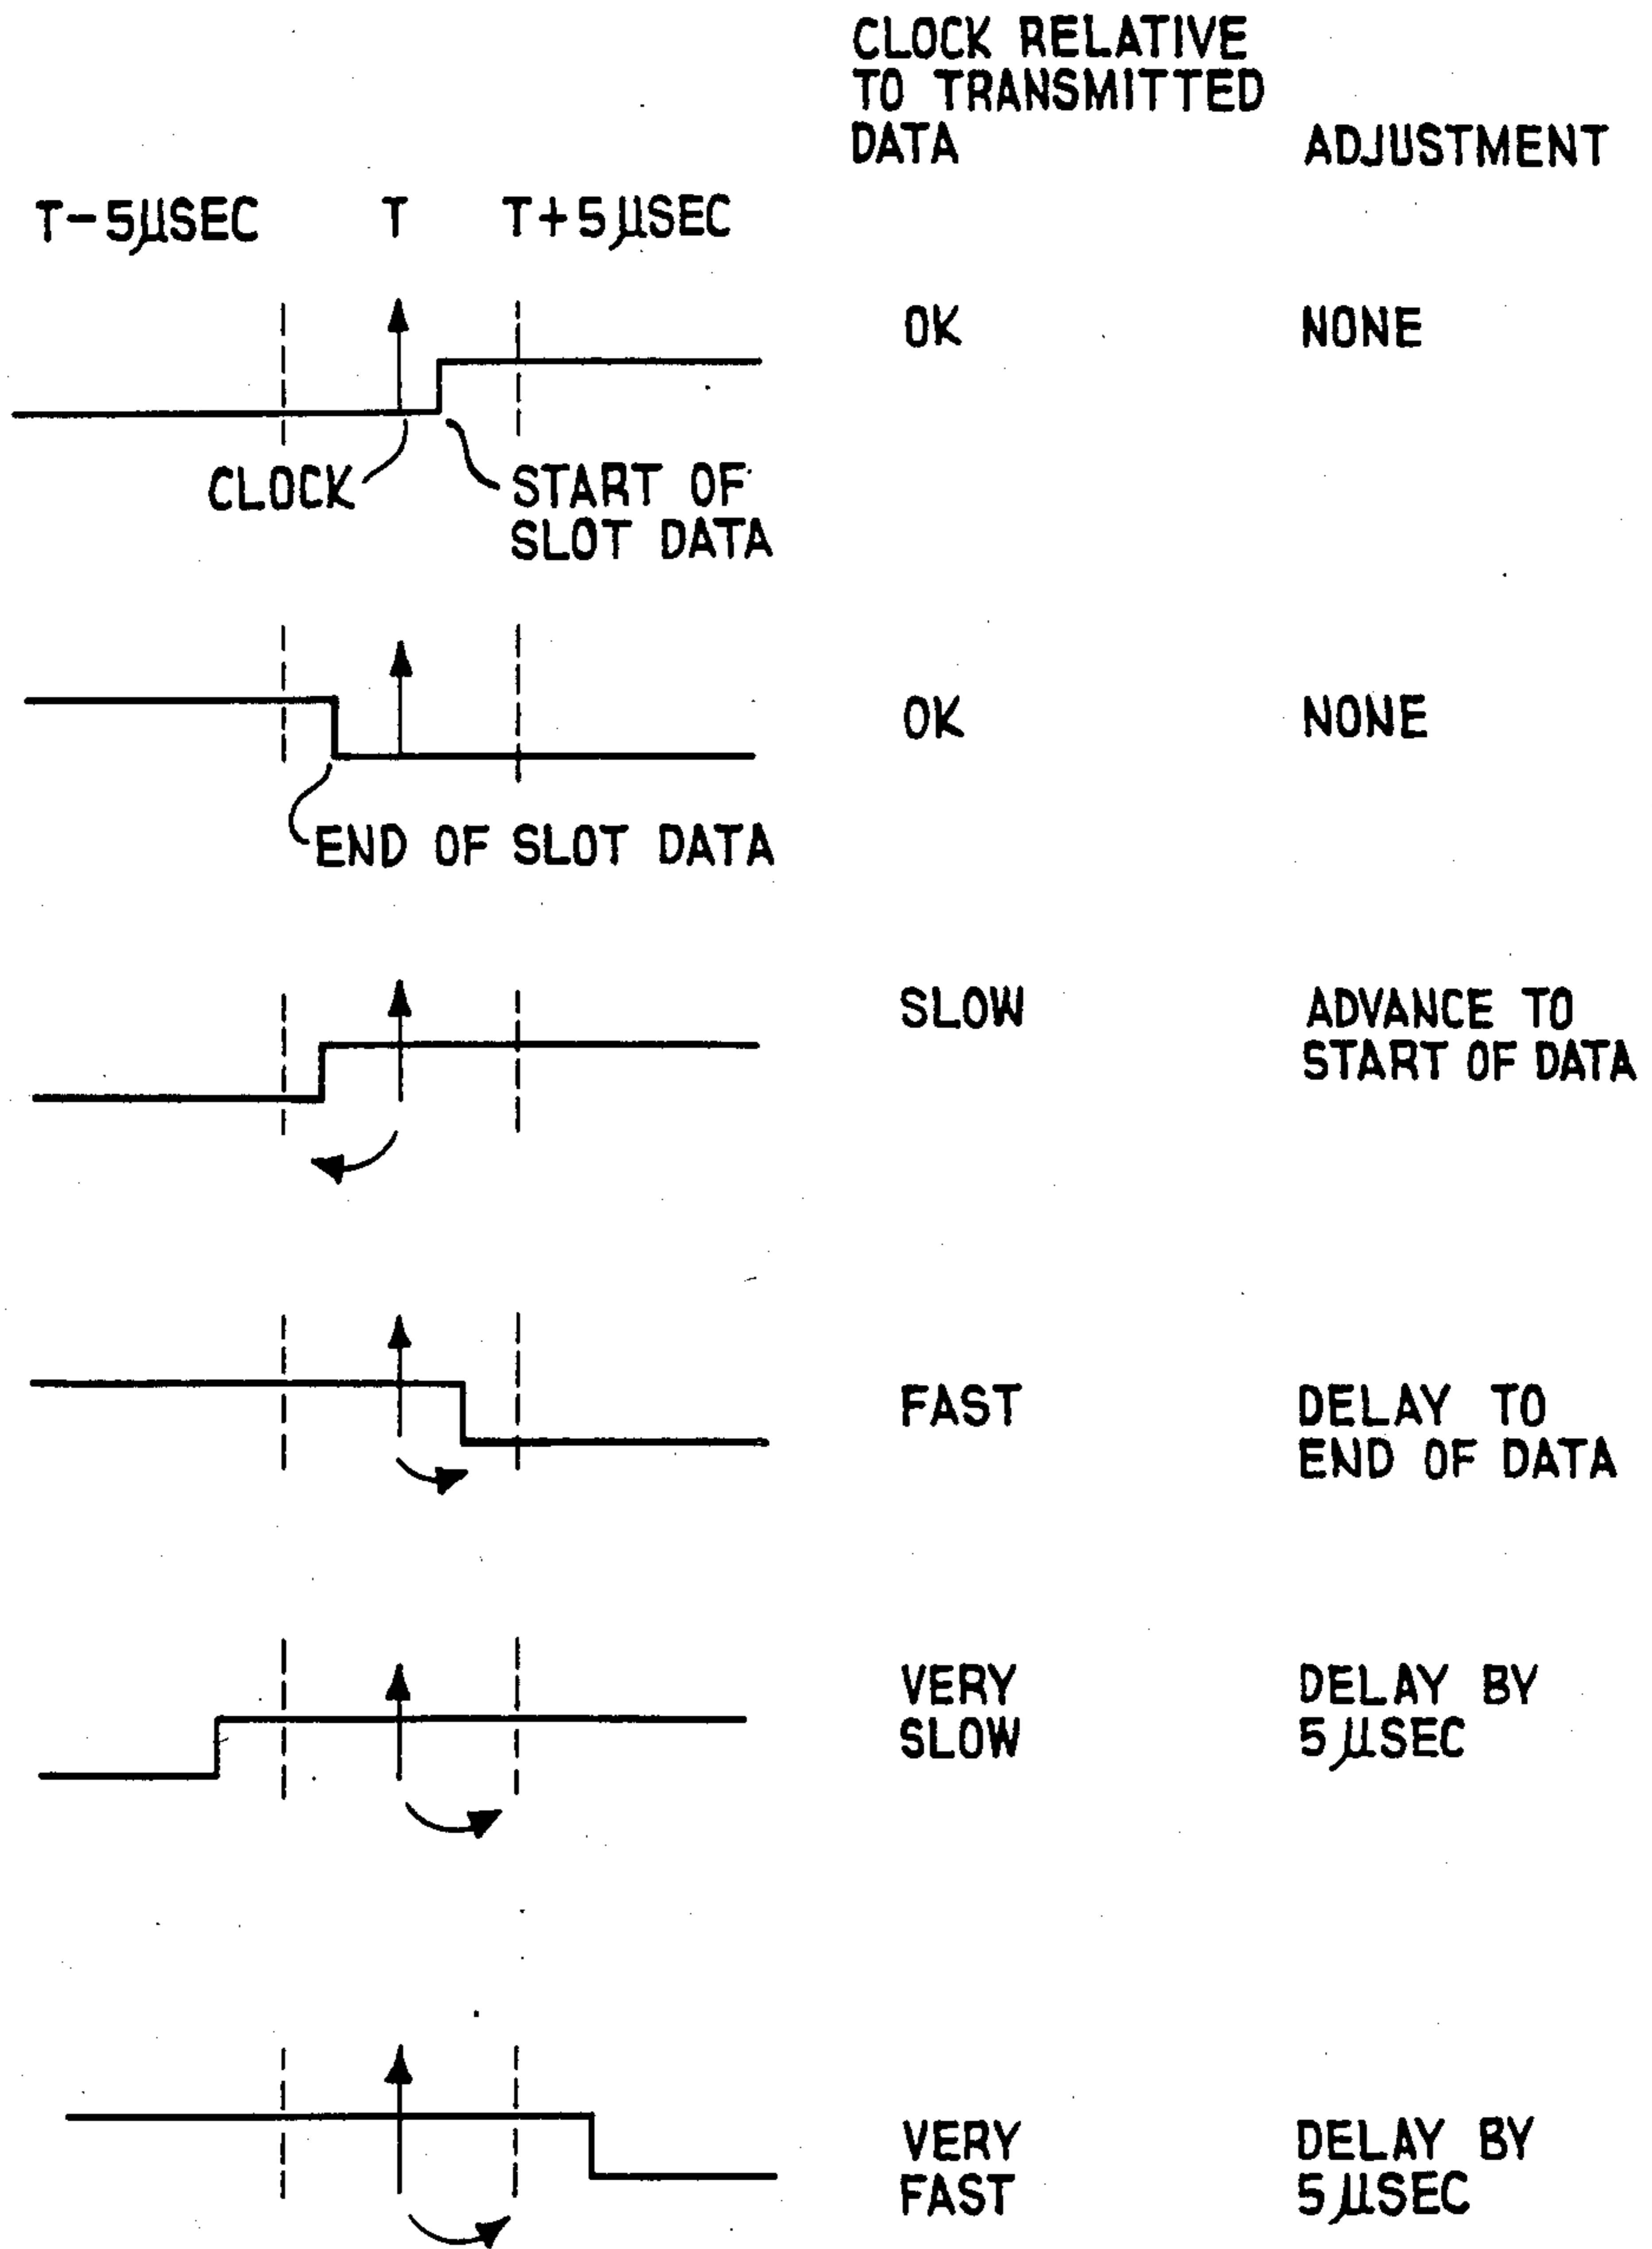 CLOCK RELATIVE
TO TRANSMITTED
DATA
ADJUSTMENT
T-5µSEC
T
T+5µSEC
OK
NONE
CLOCK
START OF
SLOT DATA
OK
NONE
END OF SLOT DATA
SLOW
ADVANCE TO
START OF DATA
FAST
DELAY TO
END OF DATA
VERY
SLOW
DELAY BY
5µSEC
VERY
FAST
DELAY BY
5µSEC